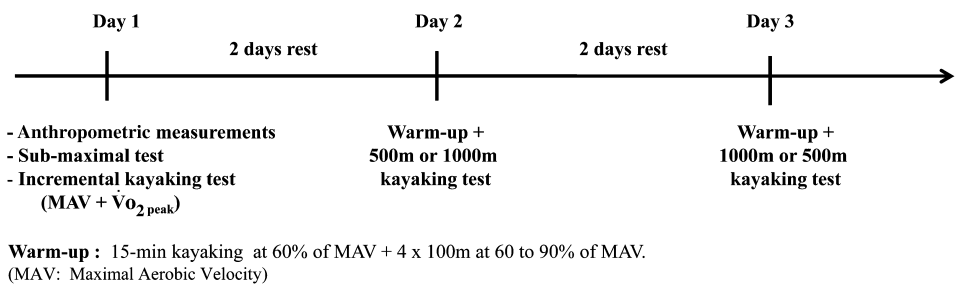 Day 1 Day 2 Day 3
2 days rest 2 days rest
- Anthropometric measurements
- Sub-maximal test
- Incremental kayaking test
(MAV + V̇o2 peak)
Warm-up +
500m or 1000m
kayaking test
Warm-up +
1000m or 500m
kayaking test
Warm-up : 15-min kayaking at 60% of MAV + 4 x 100m at 60 to 90% of MAV.
(MAV: Maximal Aerobic Velocity)